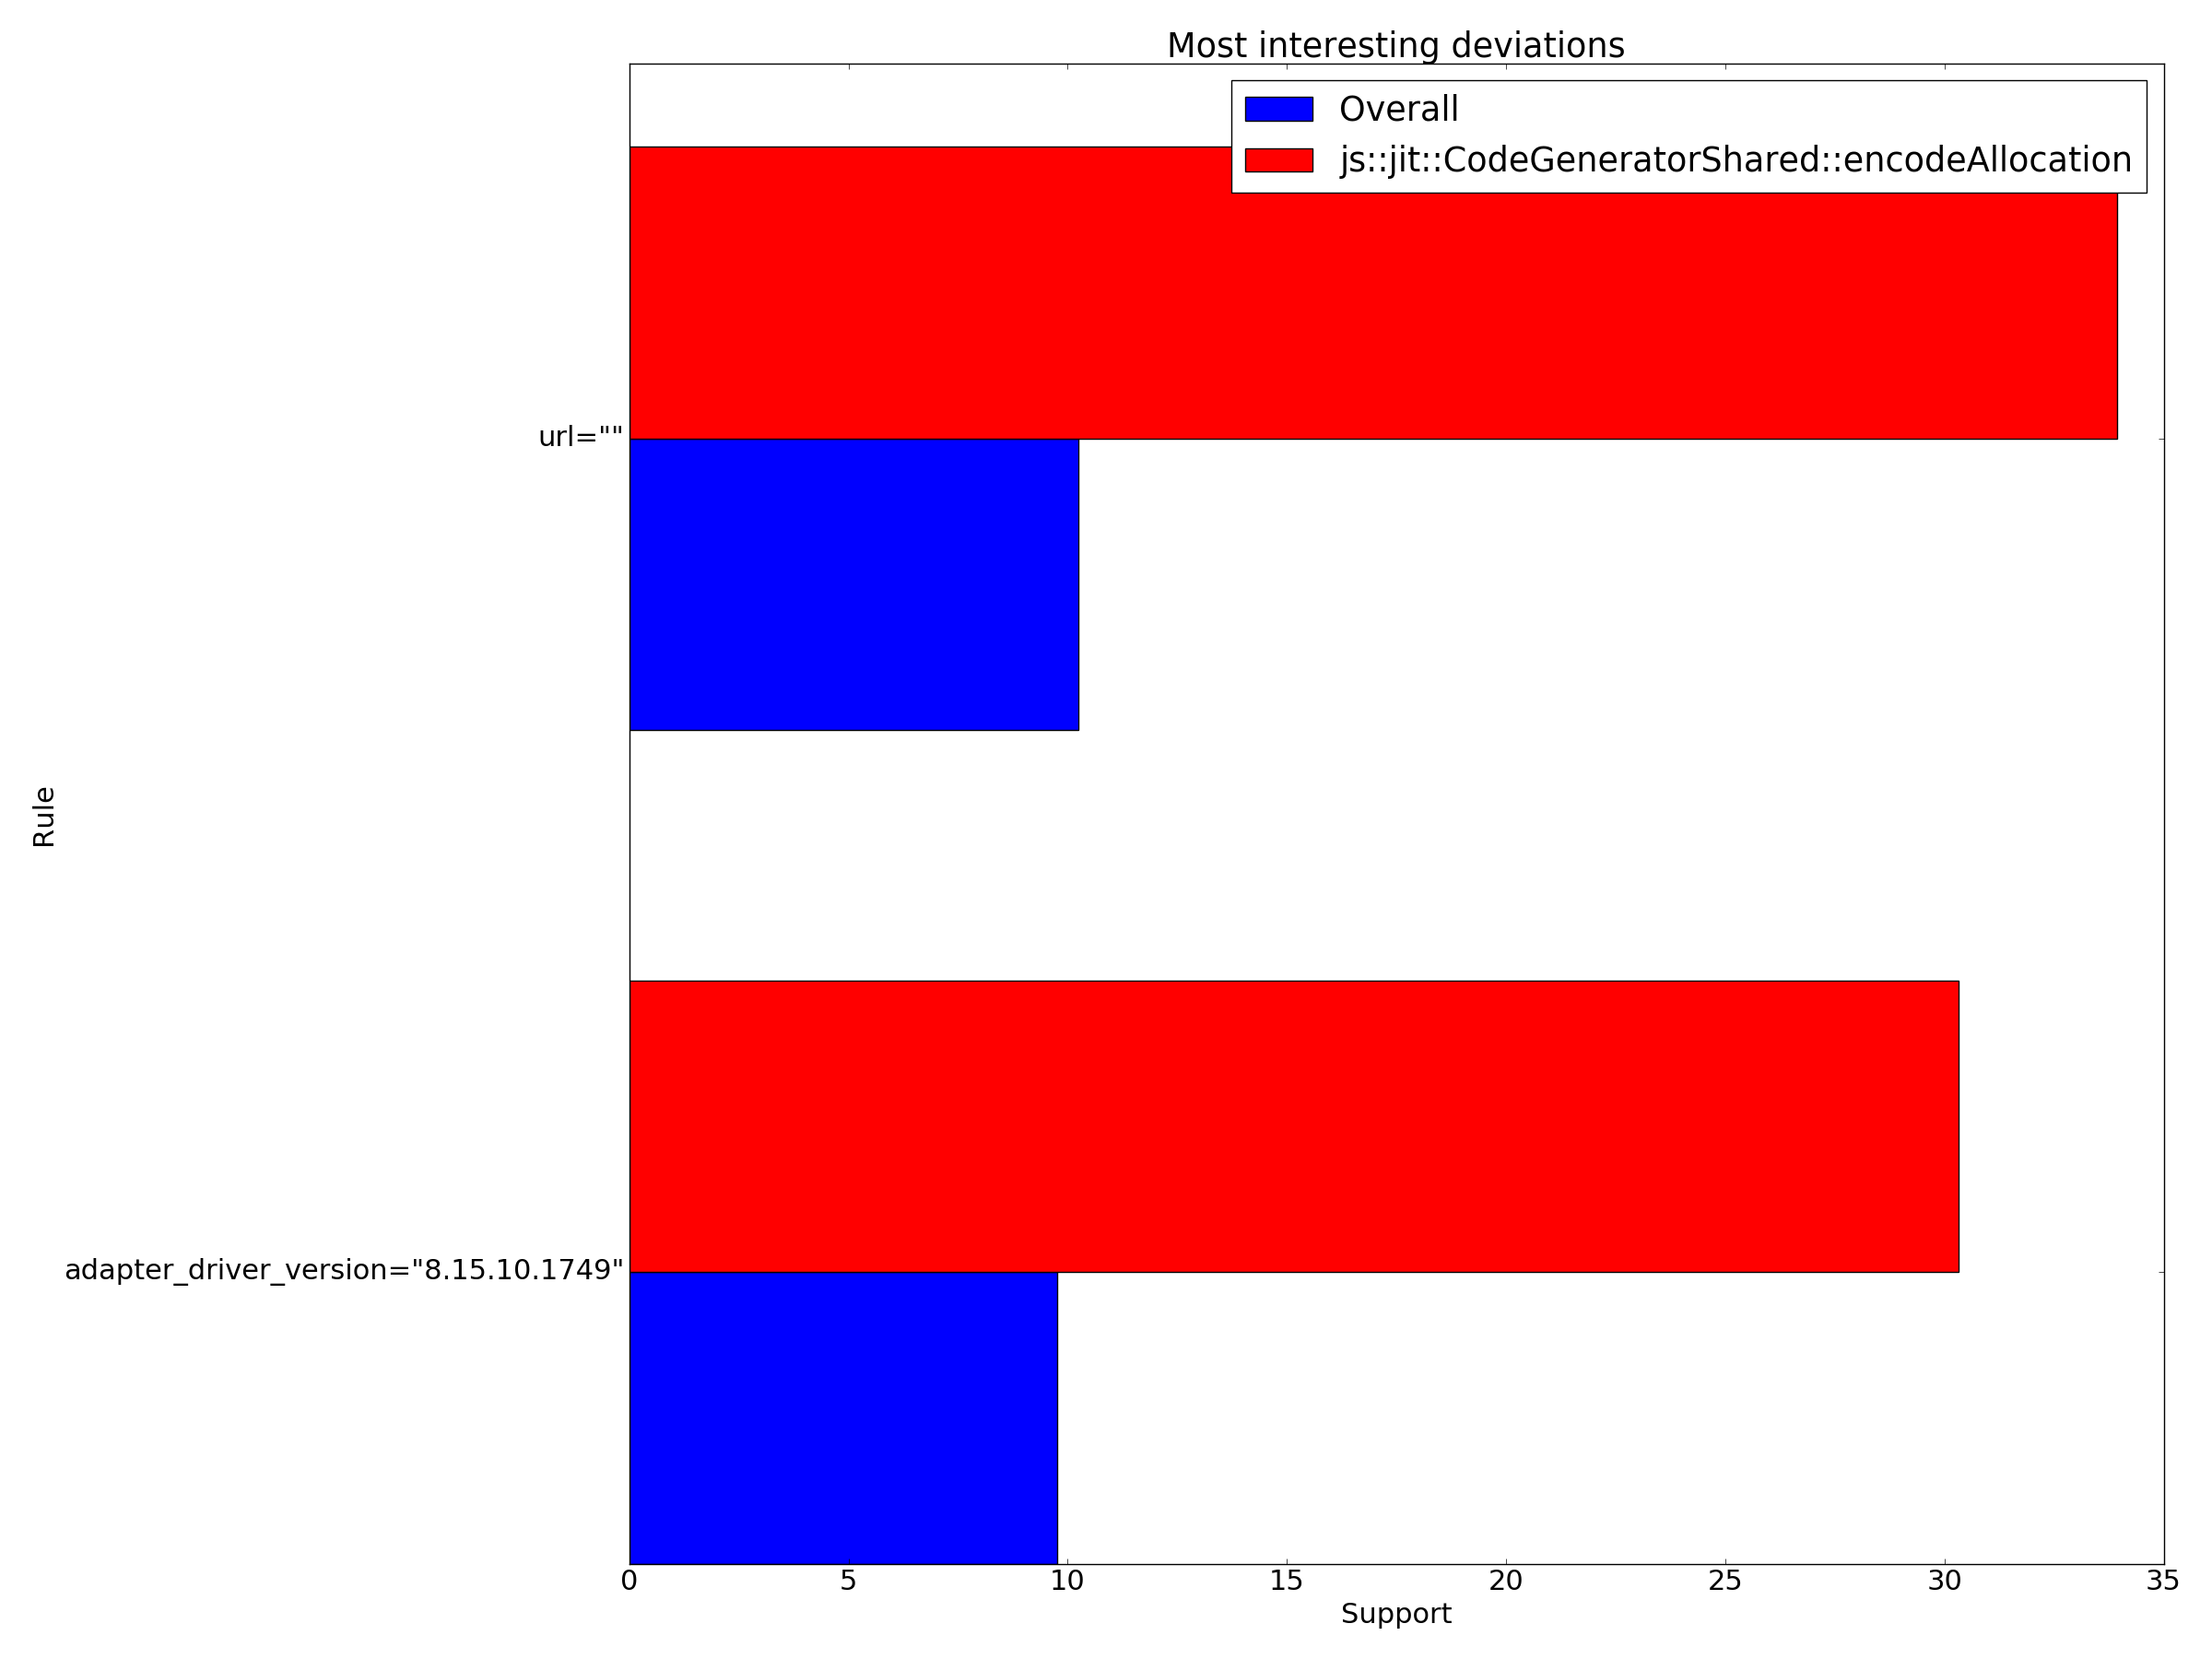 Most interesting deviations
Overall
js::jit::CodeGeneratorShared::encodeAllocation
url=""
Rule
adapter_driver_version="8.15.10.1749"
0 5 10 15 20 25 30 35
Support